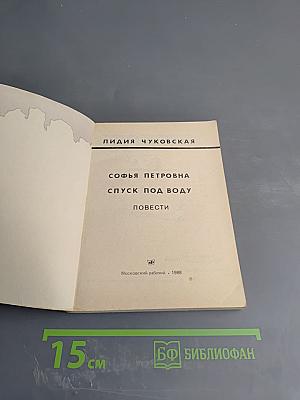 ЛИДИЯ ЧУКОВСКАЯ
СОФЬЯ ПЕТРОВНА
СПУСК ПОД ВОДУ
ПОВЕСТИ
Московский рабочий • 1988
15 СМ
БФ БИБЛИОФАН